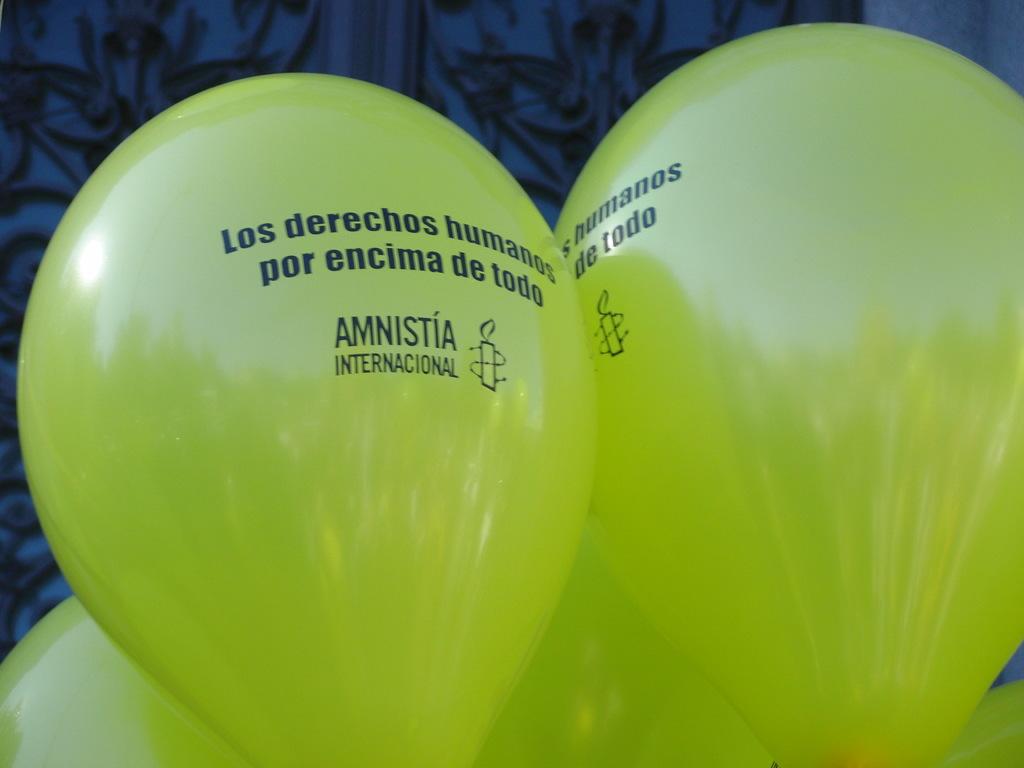 Los derechos humanos
por encima de todo
AMNISTÍA
INTERNACIONAL
s humanos
de todo